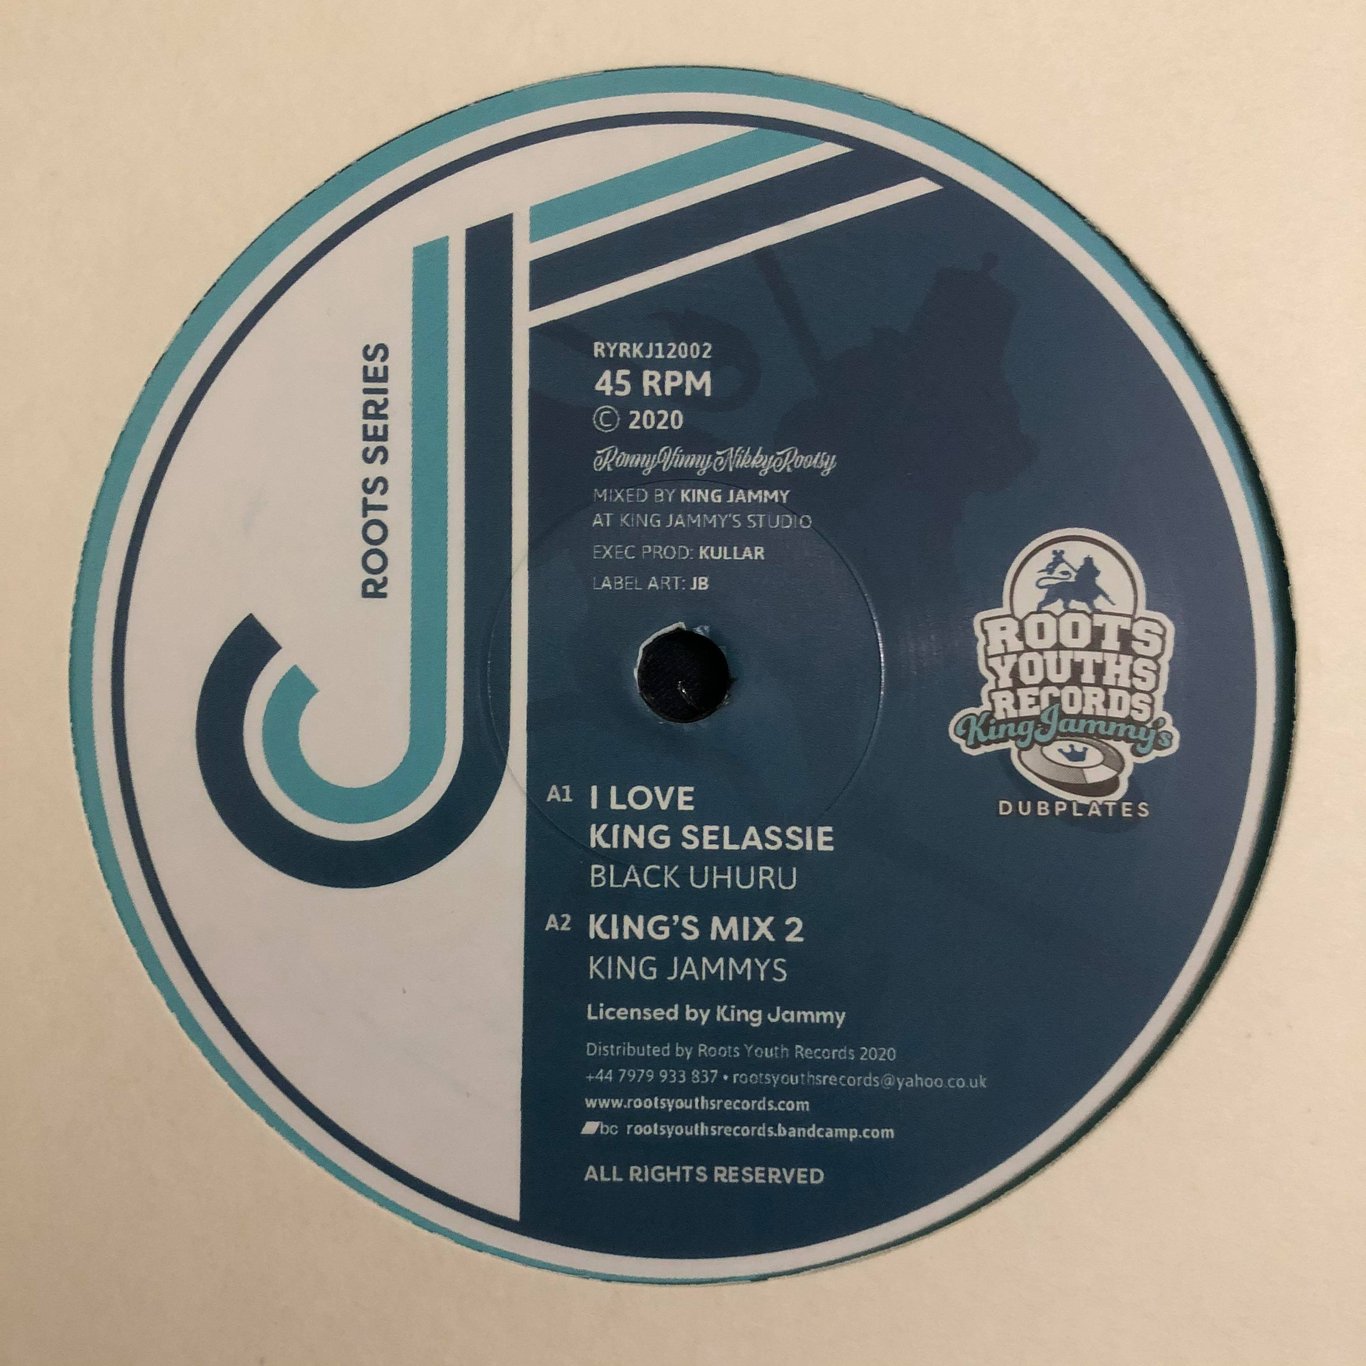 ROOTS SERIES
RYRKJ12002
45 RPM
© 2020
RonnyVinnyNikkyRootsy
MIXED BY KING JAMMY
AT KING JAMMY'S STUDIO
EXEC PROD: KULLAR
LABEL ART: JB
ROOTS
YOUTHS
RECORDS
King Jammy's
DUBPLATES
A1 I LOVE
KING SELASSIE
BLACK UHURU
A2 KING'S MIX 2
KING JAMMYS
Licensed by King Jammy
Distributed by Roots Youth Records 2020
+44 7979 933 837 • rootsyouthsrecords@yahoo.co.uk
www.rootsyouthsrecords.com
bc rootsyouthsrecords.bandcamp.com
ALL RIGHTS RESERVED